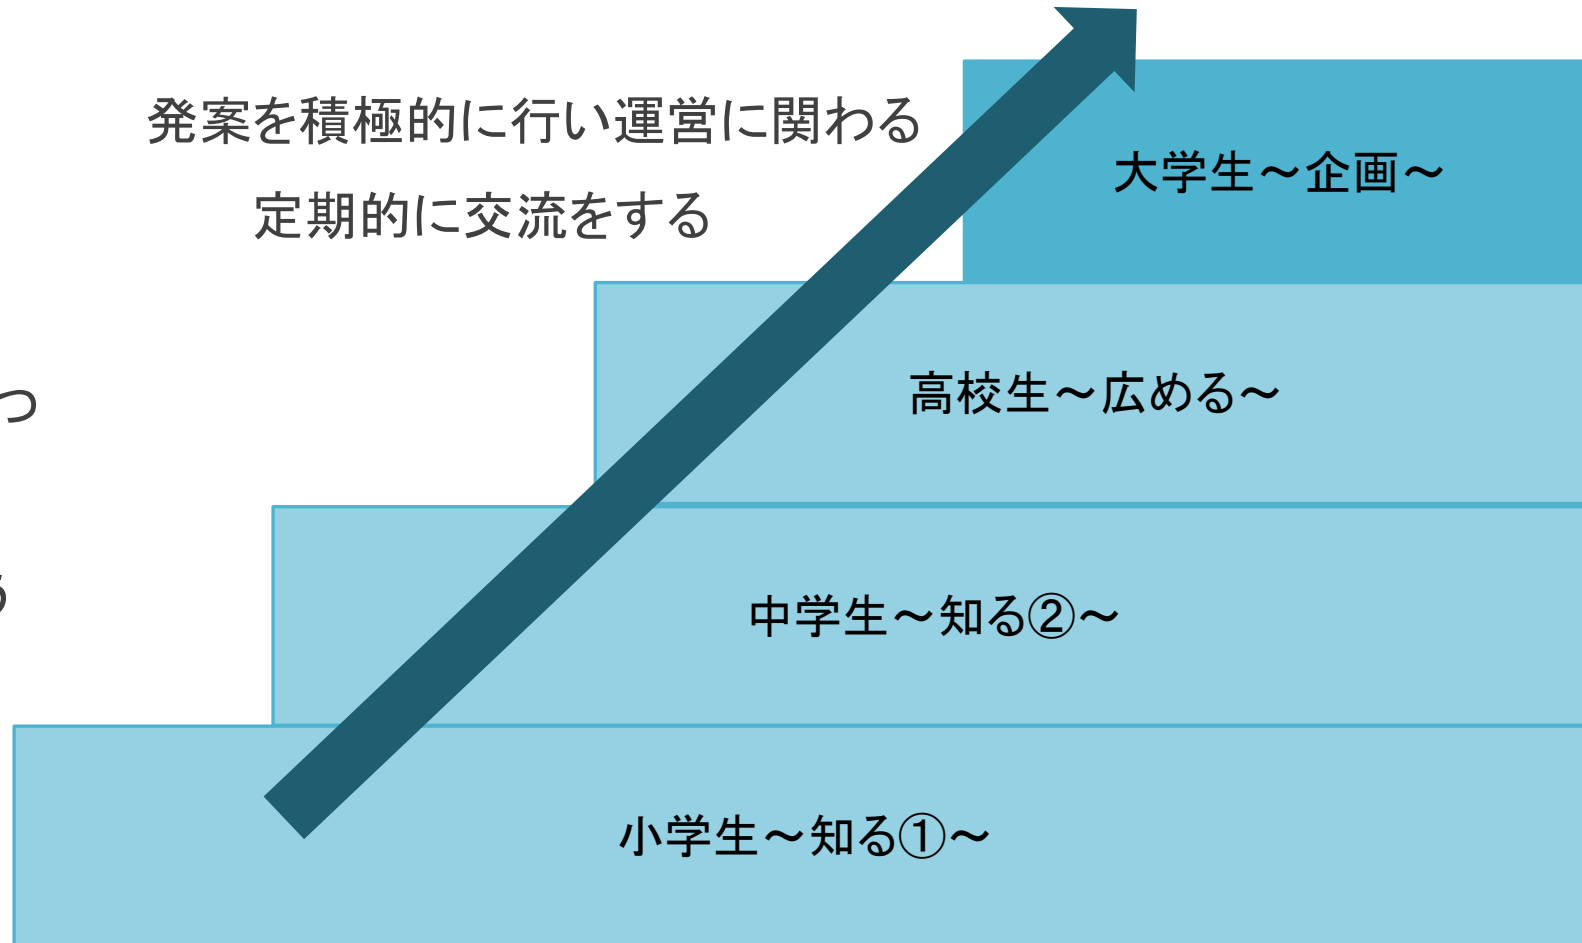 発案を積極的に行い運営に関わる
定期的に交流をする
大学生～企画～
高校生～広める～
つ
中学生～知る②～
小学生～知る①～